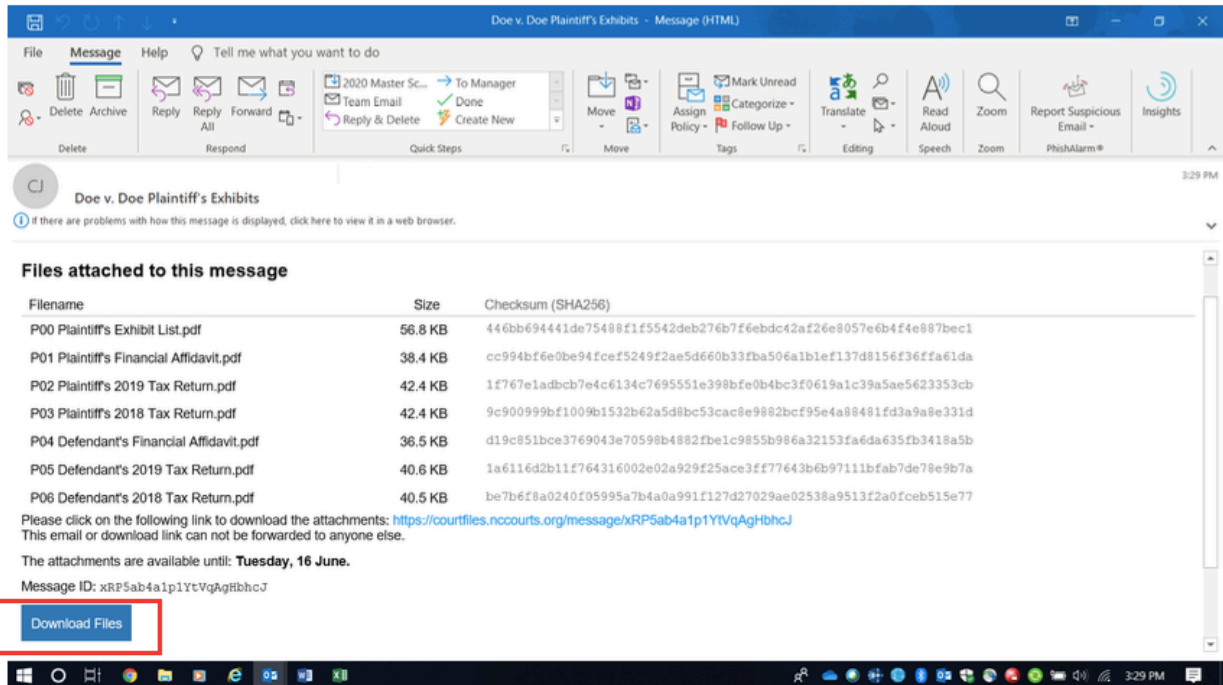 Doe v. Doe Plaintiff's Exhibits - Message (HTML)
File Message Help Tell me what you want to do
Delete Archive
Reply Reply All Forward
2020 Master Sc... To Manager
Team Email Done
Reply & Delete Create New
Move
Assign Policy
Mark Unread
Categorize
Follow Up
Translate
Read Aloud
Zoom
Report Suspicious Email
Insights
Delete Respond Quick Steps Move Tags Editing Speech Zoom PhishAlarm®
CJ
3:29 PM
Doe v. Doe Plaintiff's Exhibits
If there are problems with how this message is displayed, click here to view it in a web browser.
Files attached to this message
Filename Size Checksum (SHA256)
P00 Plaintiff's Exhibit List.pdf 56.8 KB 446bb694441de75488f1f5542deb276b7f6ebdc42af26e8057e6b4f4e887bec1
P01 Plaintiff's Financial Affidavit.pdf 38.4 KB cc994bf6e0be94fcef5249f2ae5d660b33fba506a1b1ef137d8156f36ffa61da
P02 Plaintiff's 2019 Tax Return.pdf 42.4 KB 1f767e1adbcb7e4c6134c7695551e398bfe0b4bc3f0619a1c39a5ae5623353cb
P03 Plaintiff's 2018 Tax Return.pdf 42.4 KB 9c900999bf1009b1532b62a5d8bc53cac8e9882bcf95e4a88481fd3a9a8e331d
P04 Defendant's Financial Affidavit.pdf 36.5 KB d19c851bce3769043e70598b4882fbe1c9855b986a32153fa6da635fb3418a5b
P05 Defendant's 2019 Tax Return.pdf 40.6 KB 1a6116d2b11f764316002e02a929f25ace3ff77643b6b97111bfab7de78e9b7a
P06 Defendant's 2018 Tax Return.pdf 40.5 KB be7b6f8a0240f05995a7b4a0a991f127d27029ae02538a9513f2a0fceb515e77
Please click on the following link to download the attachments: https://courtfiles.nccourts.org/message/xRP5ab4a1p1YtVqAgHbhcJ
This email or download link can not be forwarded to anyone else.
The attachments are available until: Tuesday, 16 June.
Message ID: xRP5ab4a1p1YtVqAgHbhcJ
Download Files
3:29 PM